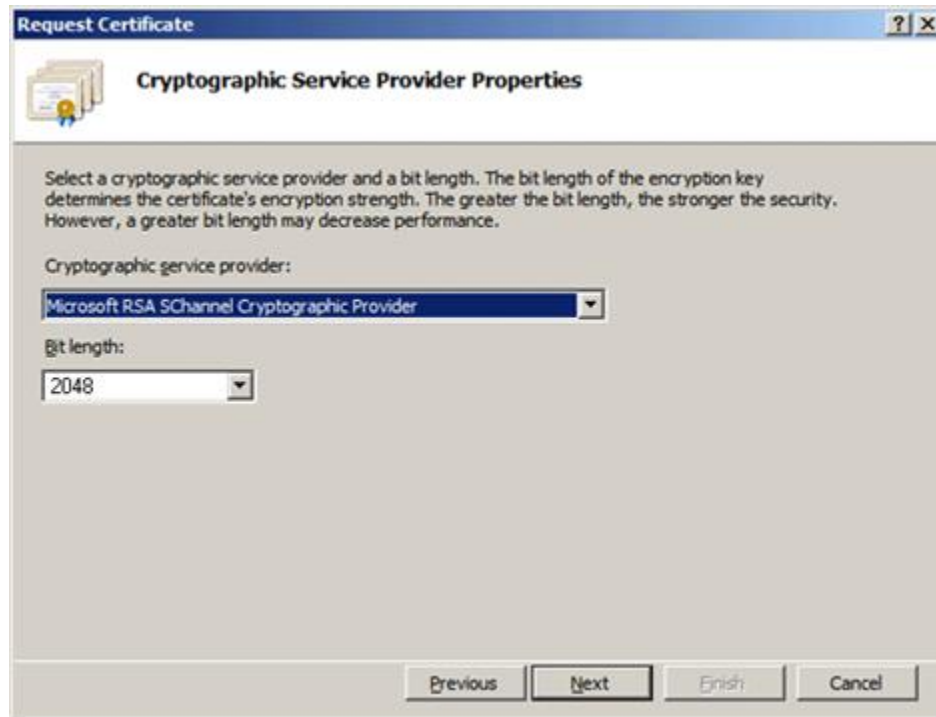 Request Certificate
Cryptographic Service Provider Properties
Select a cryptographic service provider and a bit length. The bit length of the encryption key
determines the certificate's encryption strength. The greater the bit length, the stronger the security.
However, a greater bit length may decrease performance.
Cryptographic service provider:
Microsoft RSA SChannel Cryptographic Provider
Bit length:
2048
Previous Next Finish Cancel